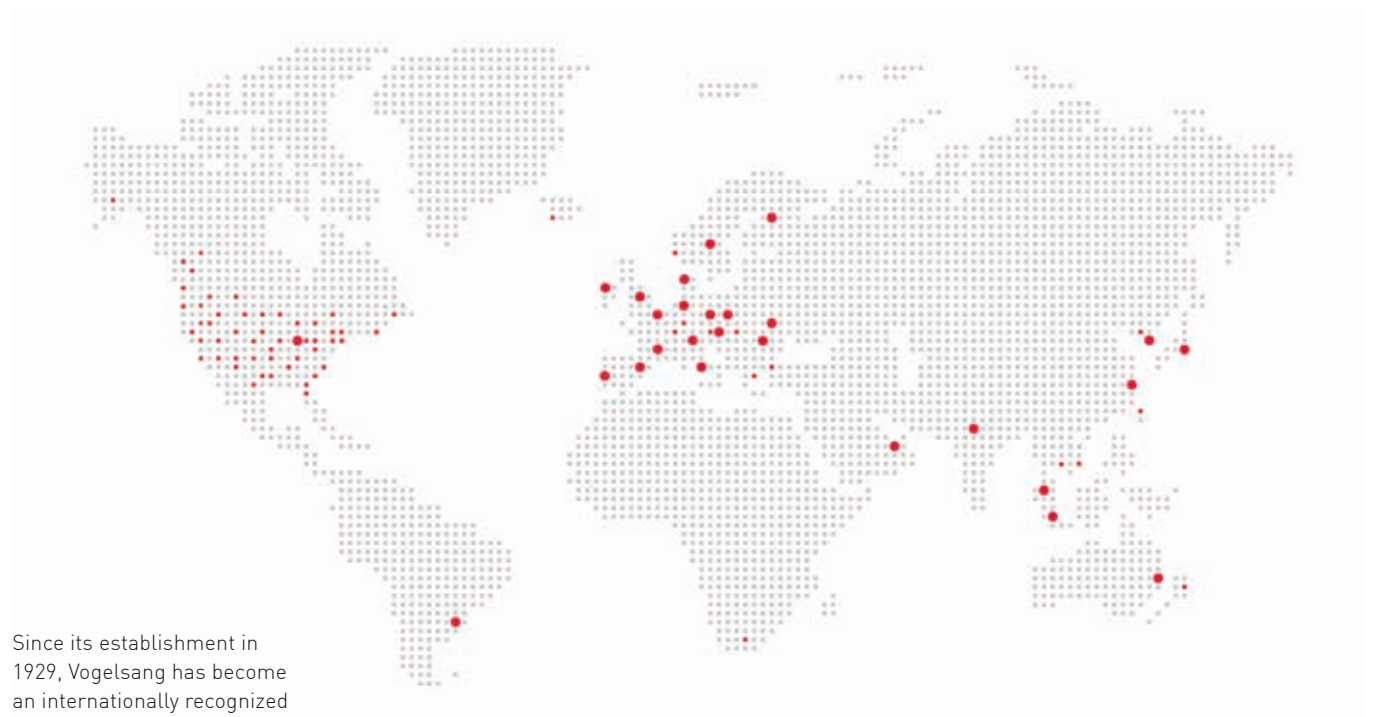 Since its establishment in
1929, Vogelsang has become
an internationally recognized